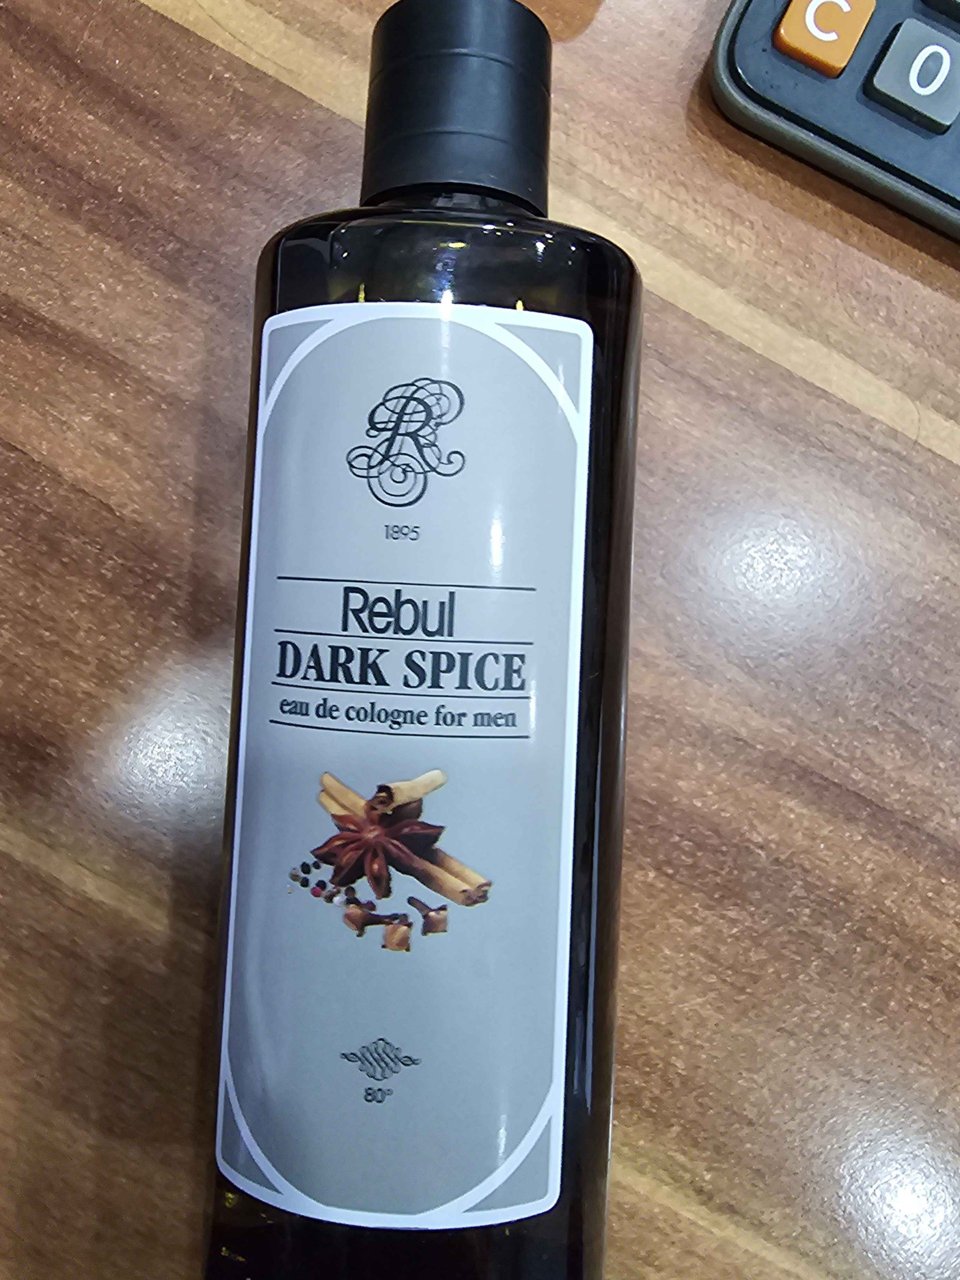 C
0
R
1895
Rebul
DARK SPICE
eau de cologne for men
80°